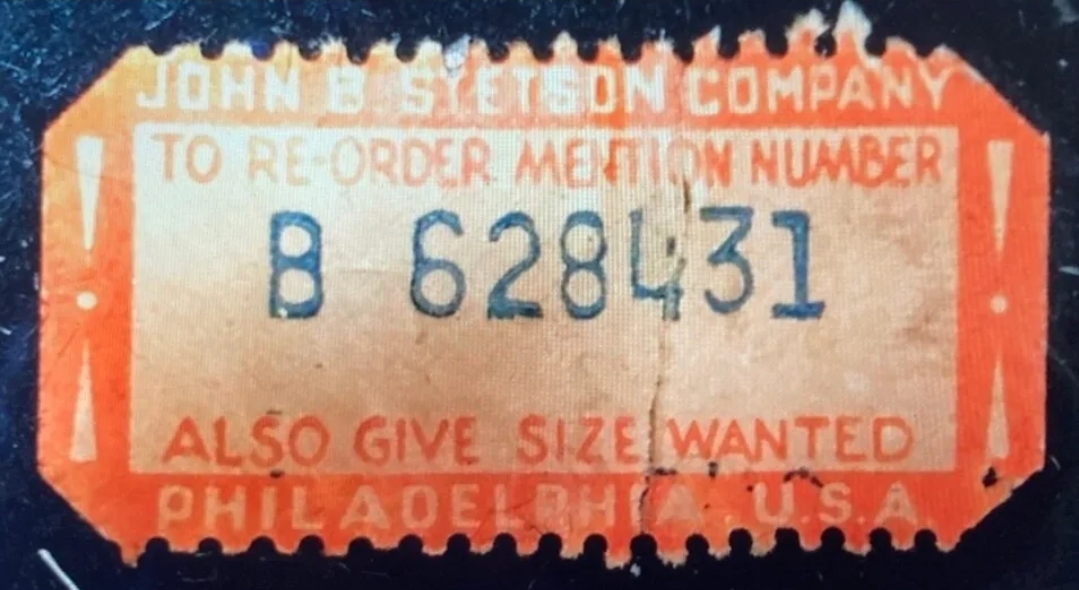 JOHN B. STETSON COMPANY
TO RE-ORDER MENTION NUMBER
B 628431
ALSO GIVE SIZE WANTED
PHILADELPHIA. U.S.A